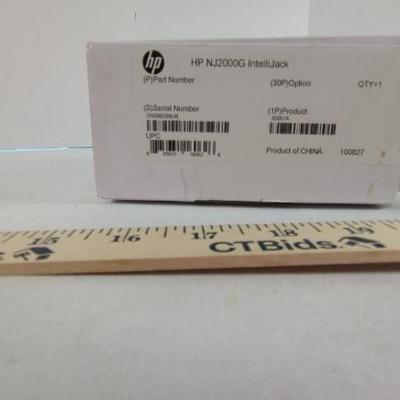 hp
HP NJ2000G IntelliJack
(P)Part Number (30P)Option QTY=1
(S)Serial Number (1P)Product
UPC
Product of CHINA 100827
15 16 17 18 19
CTBids